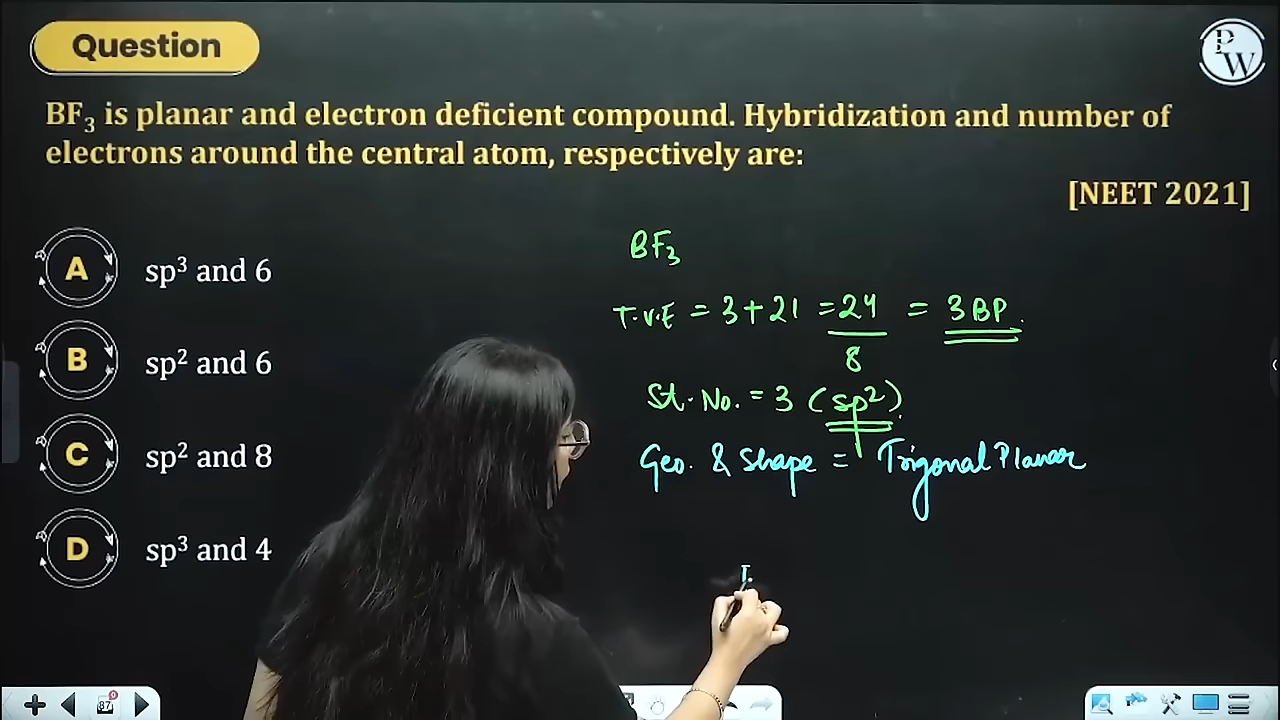 Question
PW
BF₃ is planar and electron deficient compound. Hybridization and number of
electrons around the central atom, respectively are:
[NEET 2021]
A sp³ and 6
B sp² and 6
C sp² and 8
D sp³ and 4
BF₃
T.V.E = 3+21 = 24/8 = 3BP.
St. No. = 3 (sp²).
Geo. & Shape = Trigonal Planar
87